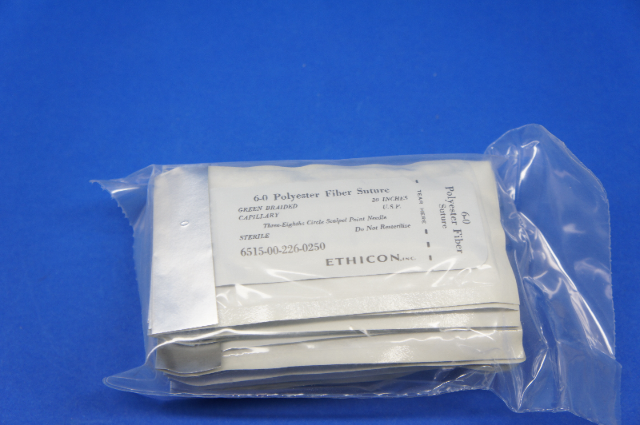 6-0 Polyester Fiber Suture
GREEN BRAIDED 20 INCHES
CAPILLARY U.S.P.
Three-Eighths Circle Scalpel Point Needle
STERILE Do Not Resterilize
6515-00-226-0250
ETHICON, INC.
TEAR HERE
6-0
Polyester Fiber
Suture